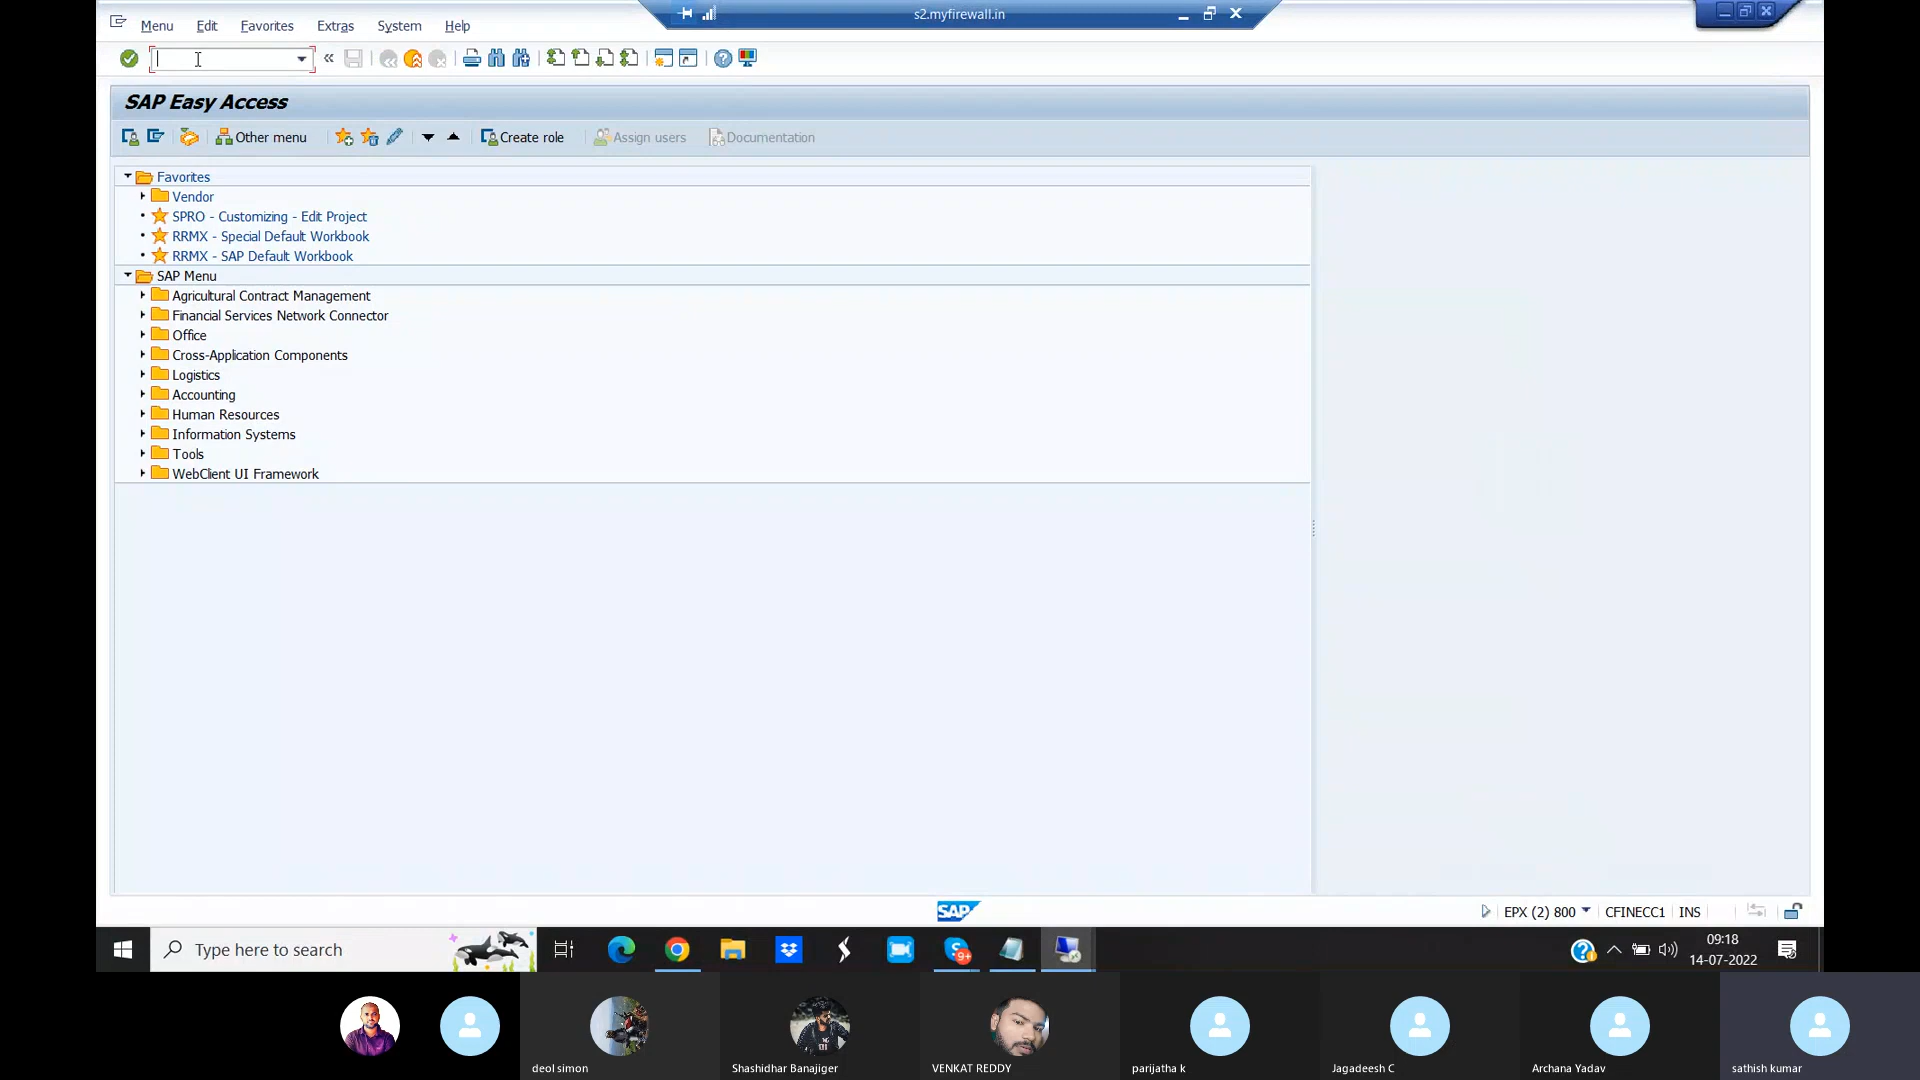 s2.myfirewall.in
Menu Edit Favorites Extras System Help
SAP Easy Access
Other menu Create role Assign users Documentation
Favorites
Vendor
SPRO - Customizing - Edit Project
RRMX - Special Default Workbook
RRMX - SAP Default Workbook
SAP Menu
Agricultural Contract Management
Financial Services Network Connector
Office
Cross-Application Components
Logistics
Accounting
Human Resources
Information Systems
Tools
WebClient UI Framework
SAP
EPX (2) 800 CFINECC1 INS
Type here to search
9+
09:18
14-07-2022
deol simon Shashidhar Banajiger VENKAT REDDY parijatha k Jagadeesh C Archana Yadav sathish kumar